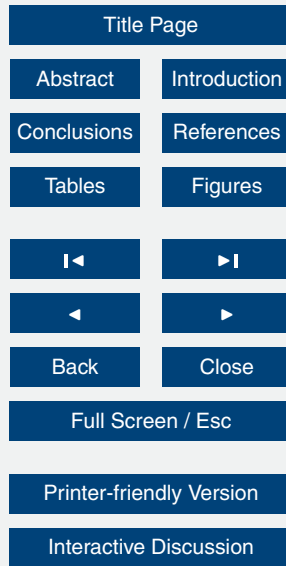 Title Page
Abstract Introduction
Conclusions References
Tables Figures
Back Close
Full Screen / Esc
Printer-friendly Version
Interactive Discussion